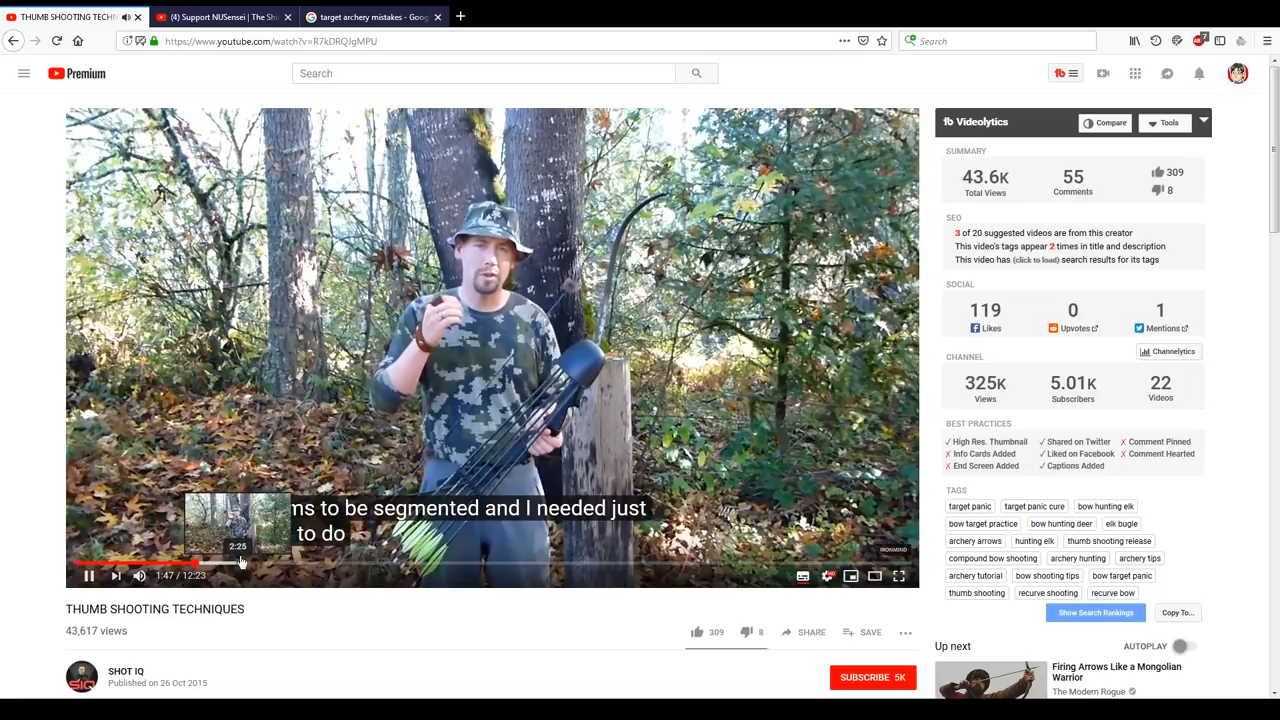 THUMB SHOOTING TECHN
(4) Support NUSensei | The Shi
target archery mistakes - Goog
https://www.youtube.com/watch?v=R7kDRQJgMPU
Search
7
Premium
Search
tb
ms to be segmented and I needed just
to do
2:25
IRONMIND
1:47 / 12:23
HD
THUMB SHOOTING TECHNIQUES
43,617 views
309
8
SHARE
SAVE
SIQ
SHOT IQ
Published on 26 Oct 2015
SUBSCRIBE 5K
tb Videolytics
Compare
Tools
SUMMARY
43.6K
Total Views
55
Comments
309
8
SEO
3 of 20 suggested videos are from this creator
This video's tags appear 2 times in title and description
This video has (click to load) search results for its tags
SOCIAL
119
Likes
0
Upvotes
1
Mentions
CHANNEL
Channelytics
325K
Views
5.01K
Subscribers
22
Videos
BEST PRACTICES
✓ High Res. Thumbnail
✓ Shared on Twitter
✗ Comment Pinned
✗ Info Cards Added
✓ Liked on Facebook
✗ Comment Hearted
✗ End Screen Added
✓ Captions Added
TAGS
target panic
target panic cure
bow hunting elk
bow target practice
bow hunting deer
elk bugle
archery arrows
hunting elk
thumb shooting release
compound bow shooting
archery hunting
archery tips
archery tutorial
bow shooting tips
bow target panic
thumb shooting
recurve shooting
recurve bow
Show Search Rankings
Copy To...
Up next
AUTOPLAY
Firing Arrows Like a Mongolian
Warrior
The Modern Rogue